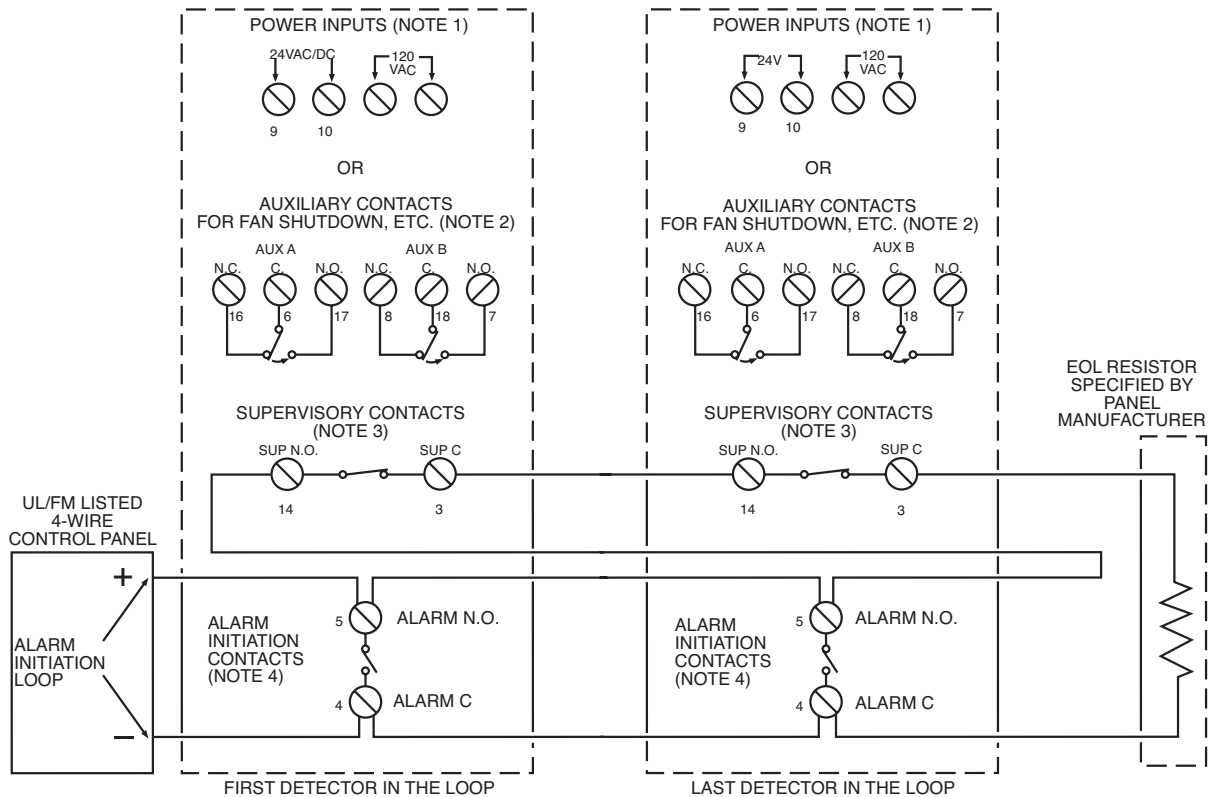 POWER INPUTS (NOTE 1)
24VAC/DC
120
VAC
9
10
OR
AUXILIARY CONTACTS
FOR FAN SHUTDOWN, ETC. (NOTE 2)
AUX A
AUX B
N.C.
C.
N.O.
N.C.
C.
N.O.
16
6
17
8
18
7
SUPERVISORY CONTACTS
(NOTE 3)
SUP N.O.
SUP C
14
3
POWER INPUTS (NOTE 1)
24V
120
VAC
9
10
OR
AUXILIARY CONTACTS
FOR FAN SHUTDOWN, ETC. (NOTE 2)
AUX A
AUX B
N.C.
C.
N.O.
N.C.
C.
N.O.
16
6
17
8
18
7
SUPERVISORY CONTACTS
(NOTE 3)
SUP N.O.
SUP C
14
3
EOL RESISTOR
SPECIFIED BY
PANEL
MANUFACTURER
UL/FM LISTED
4-WIRE
CONTROL PANEL
+
−
ALARM
INITIATION
LOOP
ALARM
INITIATION
CONTACTS
(NOTE 4)
5
ALARM N.O.
4
ALARM C
ALARM
INITIATION
CONTACTS
(NOTE 4)
5
ALARM N.O.
4
ALARM C
FIRST DETECTOR IN THE LOOP
LAST DETECTOR IN THE LOOP